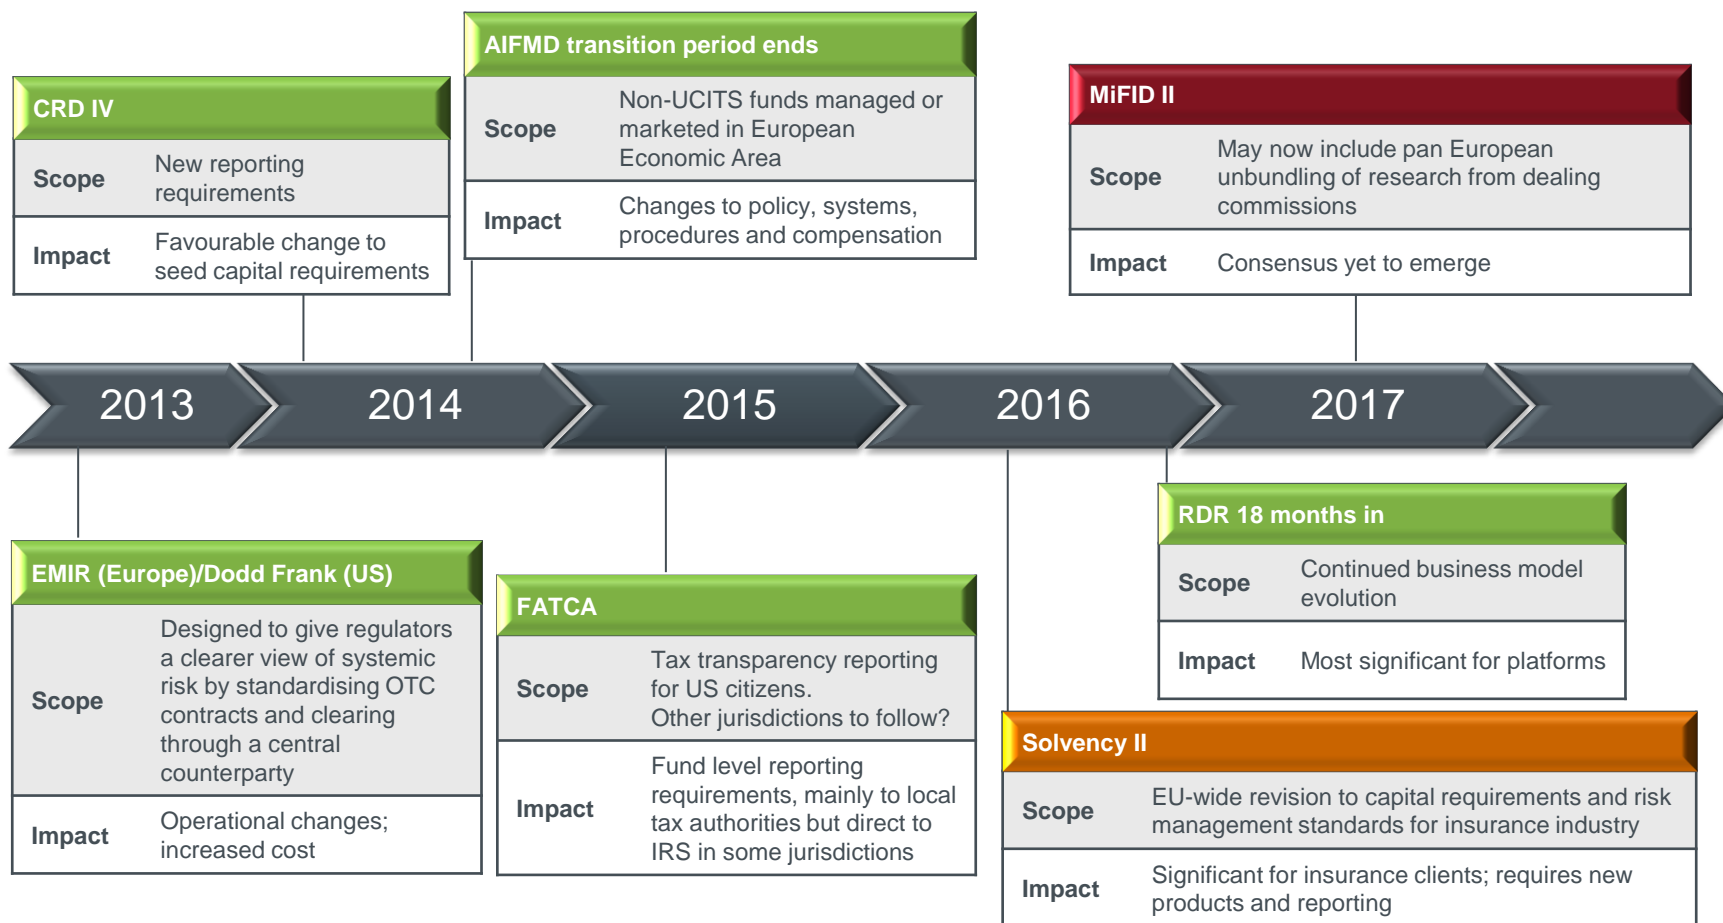 AIFMD transition period ends
Scope
Non-UCITS funds managed or
marketed in European
Economic Area
Impact
Changes to policy, systems,
procedures and compensation
CRD IV
Scope
New reporting
requirements
Impact
Favourable change to
seed capital requirements
MiFID II
Scope
May now include pan European
unbundling of research from dealing
commissions
Impact
Consensus yet to emerge
2013
2014
2015
2016
2017
EMIR (Europe)/Dodd Frank (US)
Scope
Designed to give regulators
a clearer view of systemic
risk by standardising OTC
contracts and clearing
through a central
counterparty
Impact
Operational changes;
increased cost
FATCA
Scope
Tax transparency reporting
for US citizens.
Other jurisdictions to follow?
Impact
Fund level reporting
requirements, mainly to local
tax authorities but direct to
IRS in some jurisdictions
RDR 18 months in
Scope
Continued business model
evolution
Impact
Most significant for platforms
Solvency II
Scope
EU-wide revision to capital requirements and risk
management standards for insurance industry
Impact
Significant for insurance clients; requires new
products and reporting